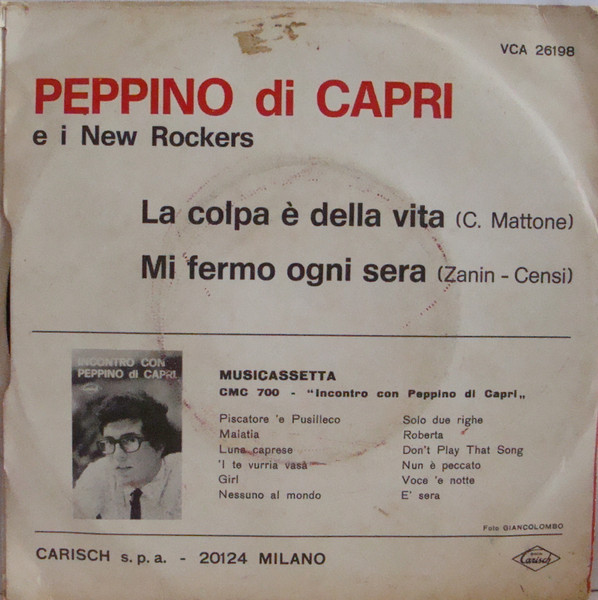 VCA 26198
PEPPINO di CAPRI
e i New Rockers
La colpa è della vita (C. Mattone)
Mi fermo ogni sera (Zanin - Censi)
INCONTRO CON
PEPPINO di CAPRI
MUSICASSETTA
CMC 700 - "Incontro con Peppino di Capri„
Piscatore 'e Pusilleco
Malatia
Luna caprese
'I te vurria vasà
Girl
Nessuno al mondo
Solo due righe
Roberta
Don't Play That Song
Nun è peccato
Voce 'e notte
E' sera
Foto GIANCOLOMBO
CARISCH s.p.a. - 20124 MILANO
Carisch